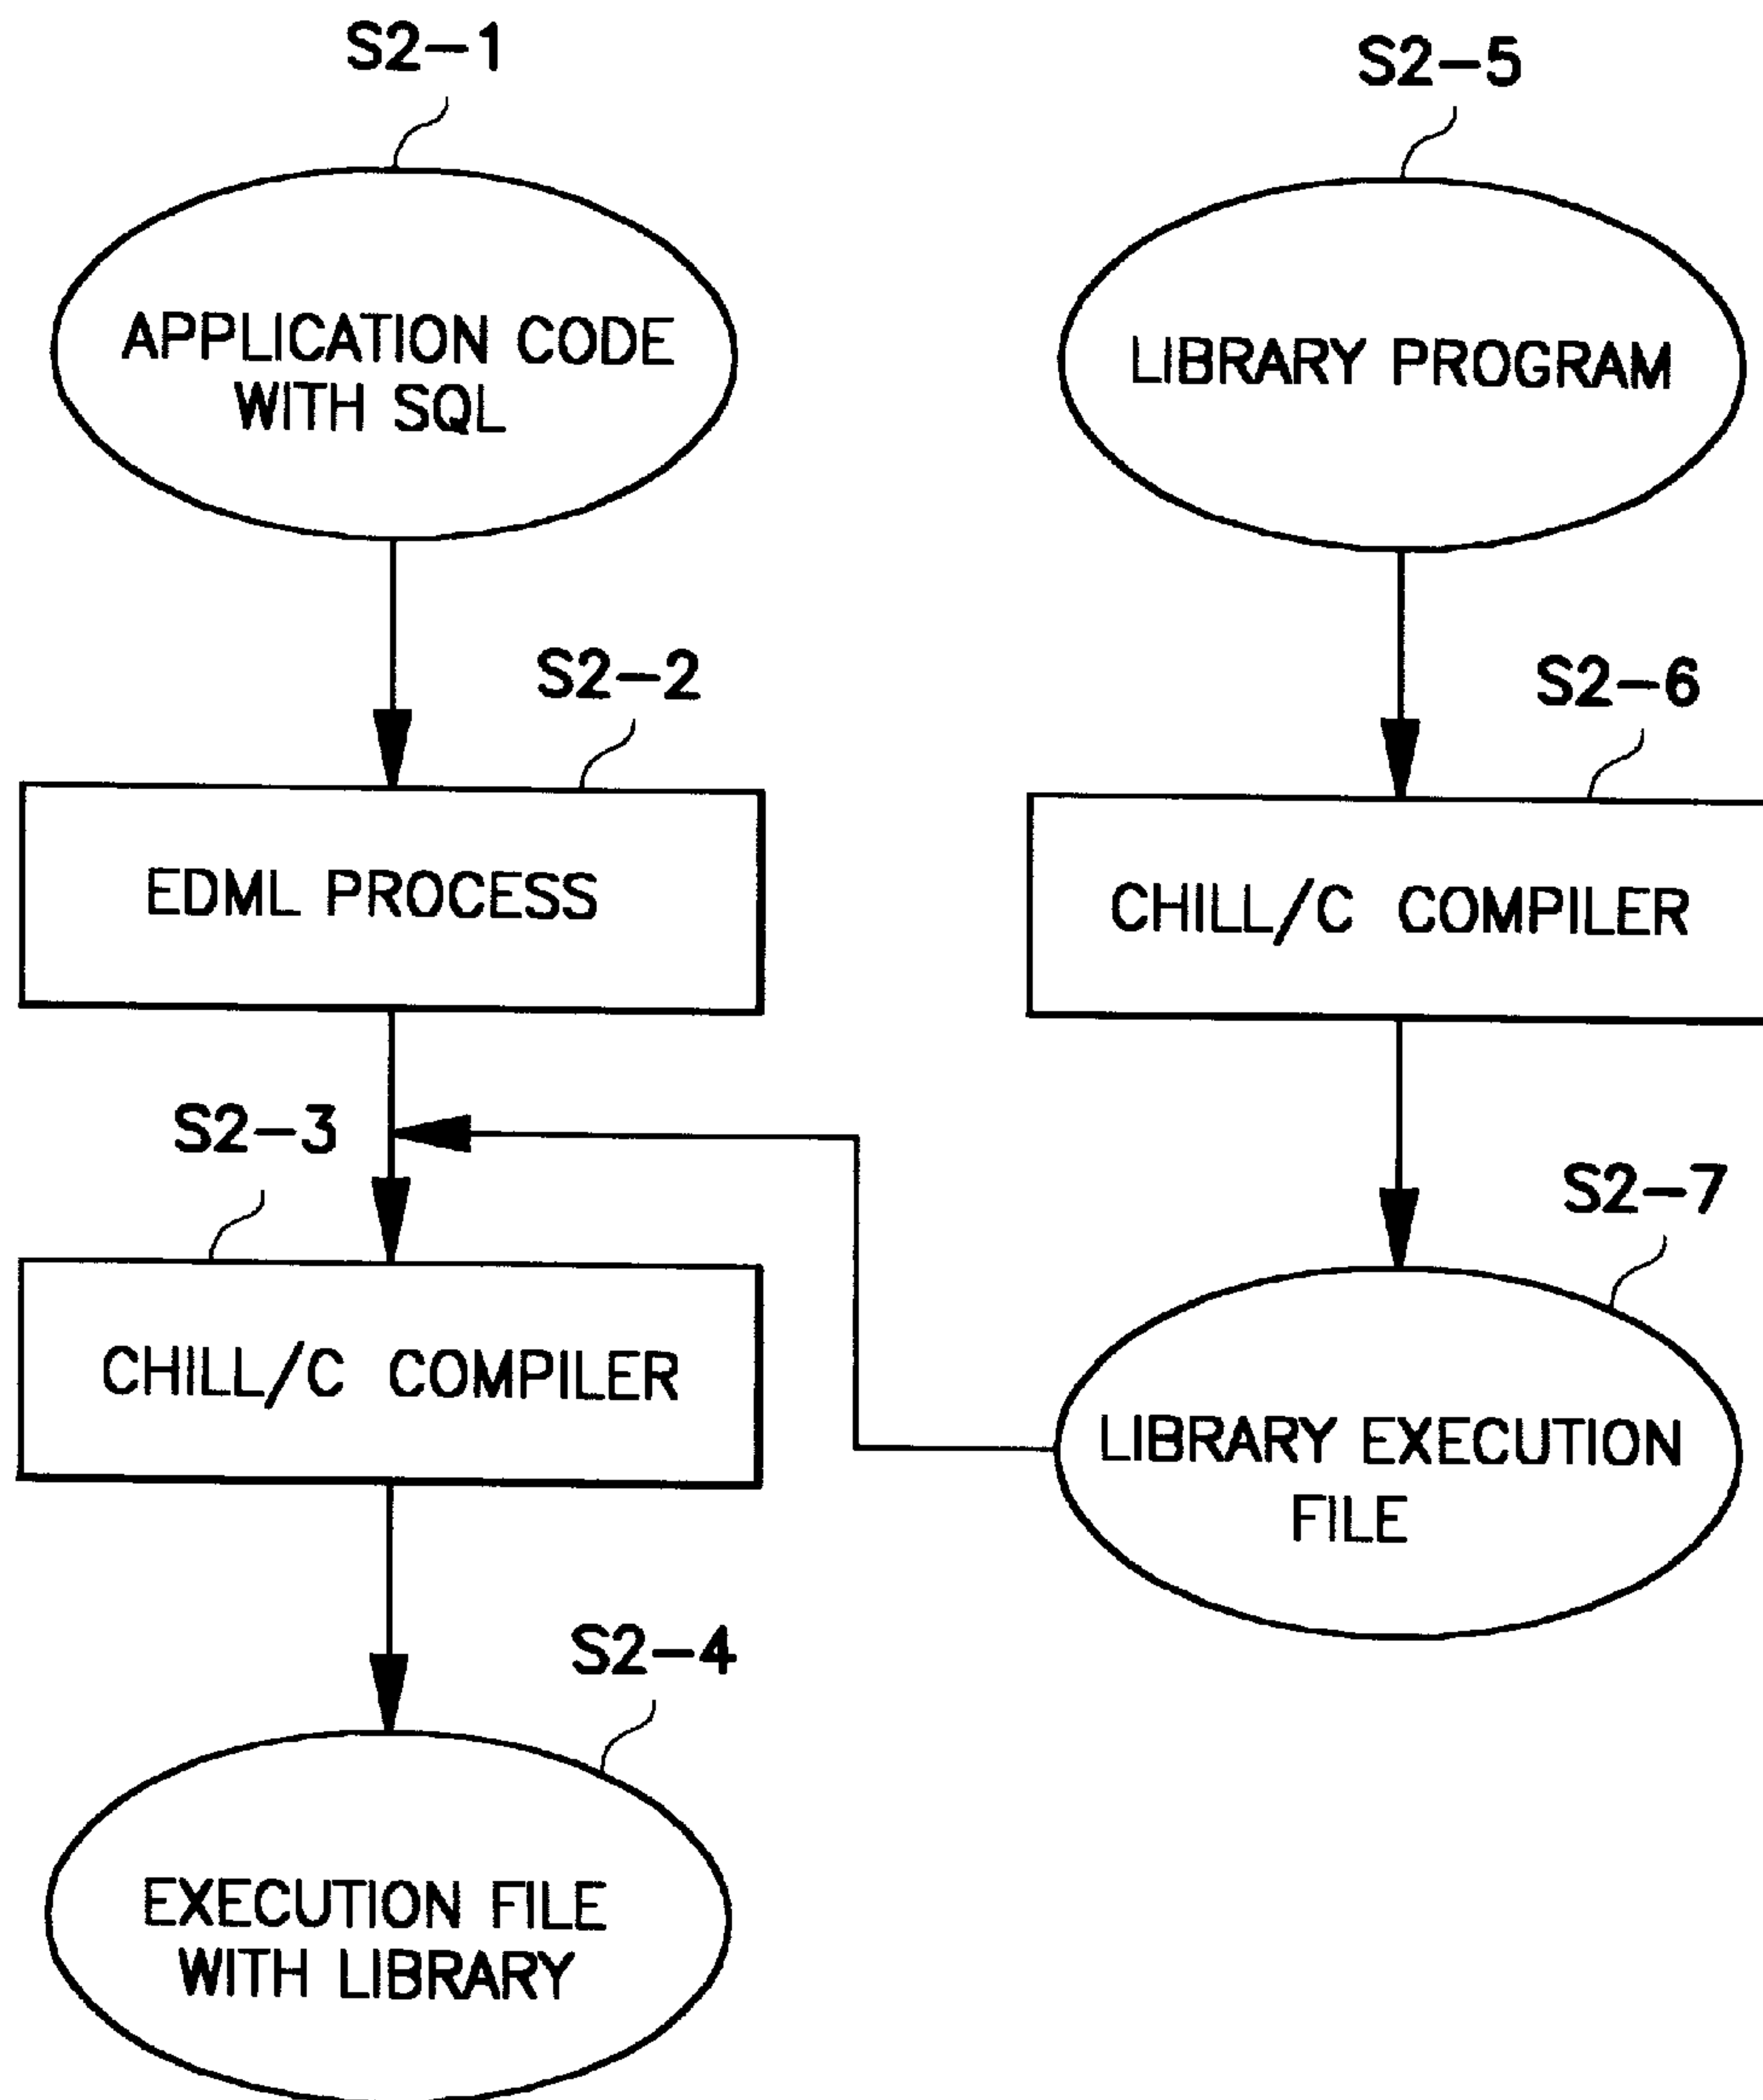 S2-1
APPLICATION CODE
WITH SQL
S2-2
EDML PROCESS
S2-3
CHILL/C COMPILER
S2-4
EXECUTION FILE
WITH LIBRARY
S2-5
LIBRARY PROGRAM
S2-6
CHILL/C COMPILER
S2-7
LIBRARY EXECUTION
FILE